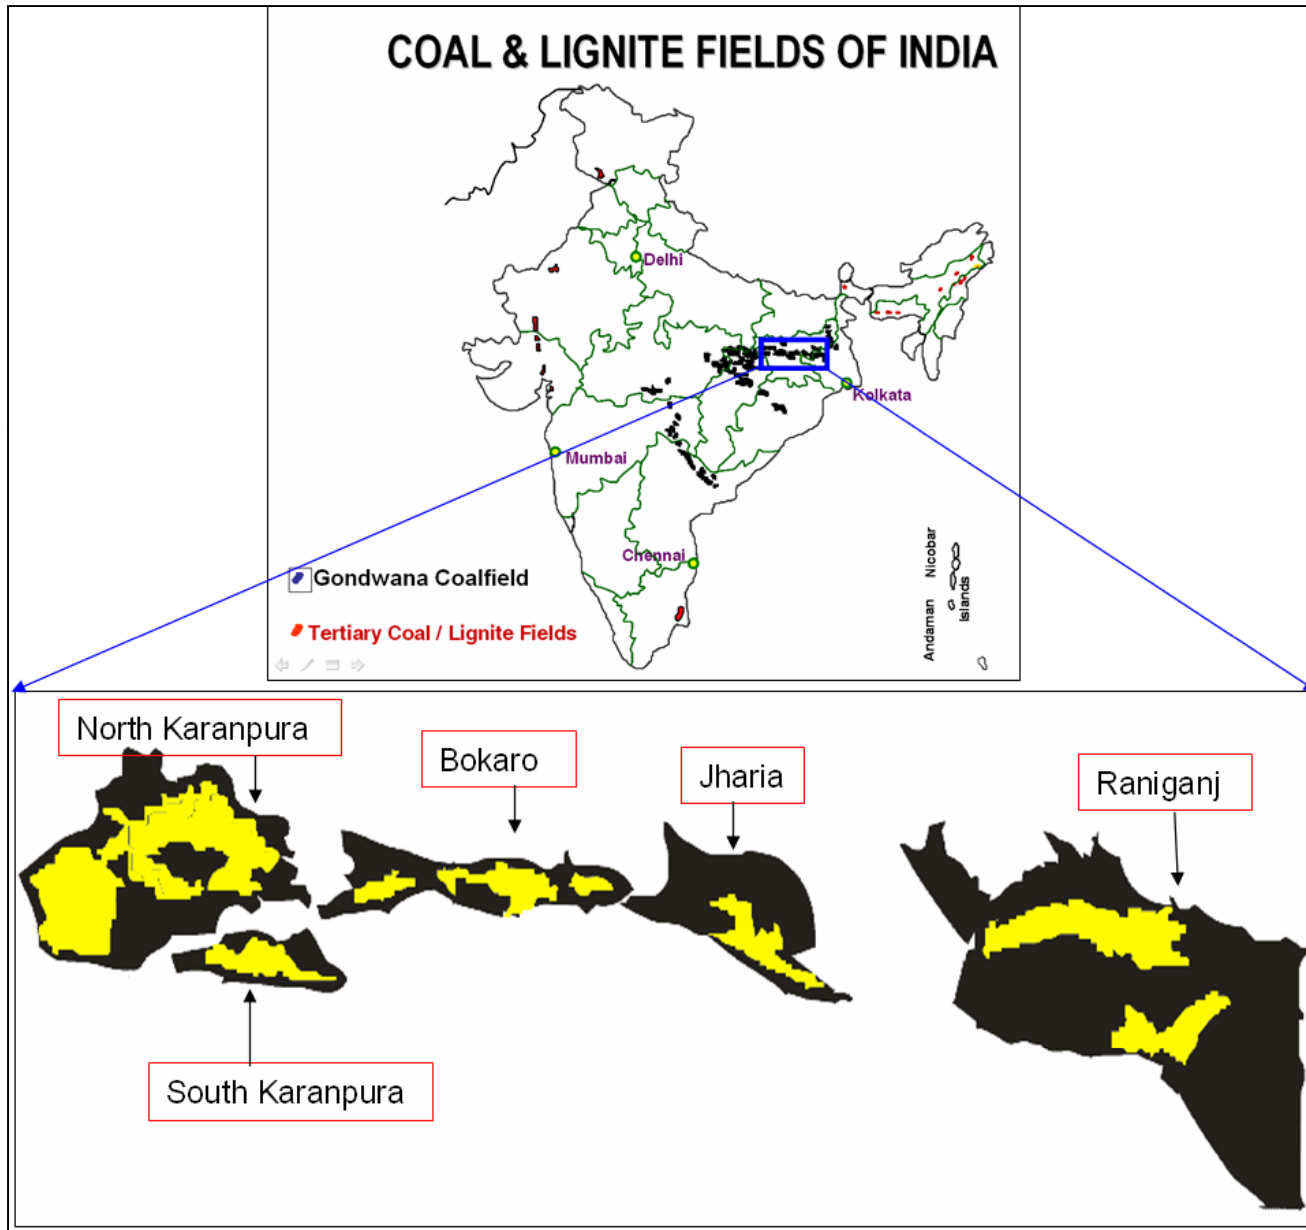 COAL & LIGNITE FIELDS OF INDIA
Delhi
Kolkata
Mumbai
Chennai
Andaman Nicobar
Islands
Gondwana Coalfield
Tertiary Coal / Lignite Fields
North Karanpura
Bokaro
Jharia
Raniganj
South Karanpura